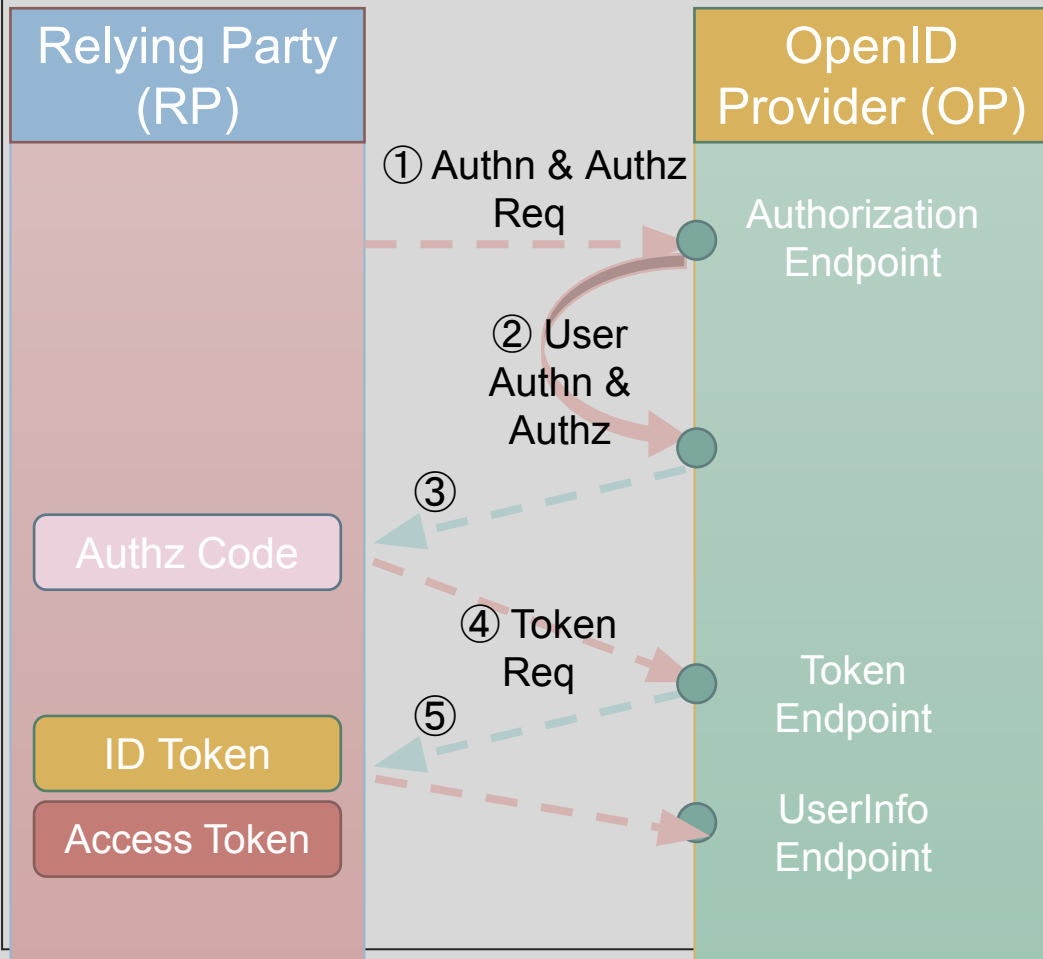 Relying Party
(RP)
OpenID
Provider (OP)
① Authn & Authz
Req
Authorization
Endpoint
② User
Authn &
Authz
③
Authz Code
④ Token
Req
Token
Endpoint
⑤
ID Token
Access Token
UserInfo
Endpoint